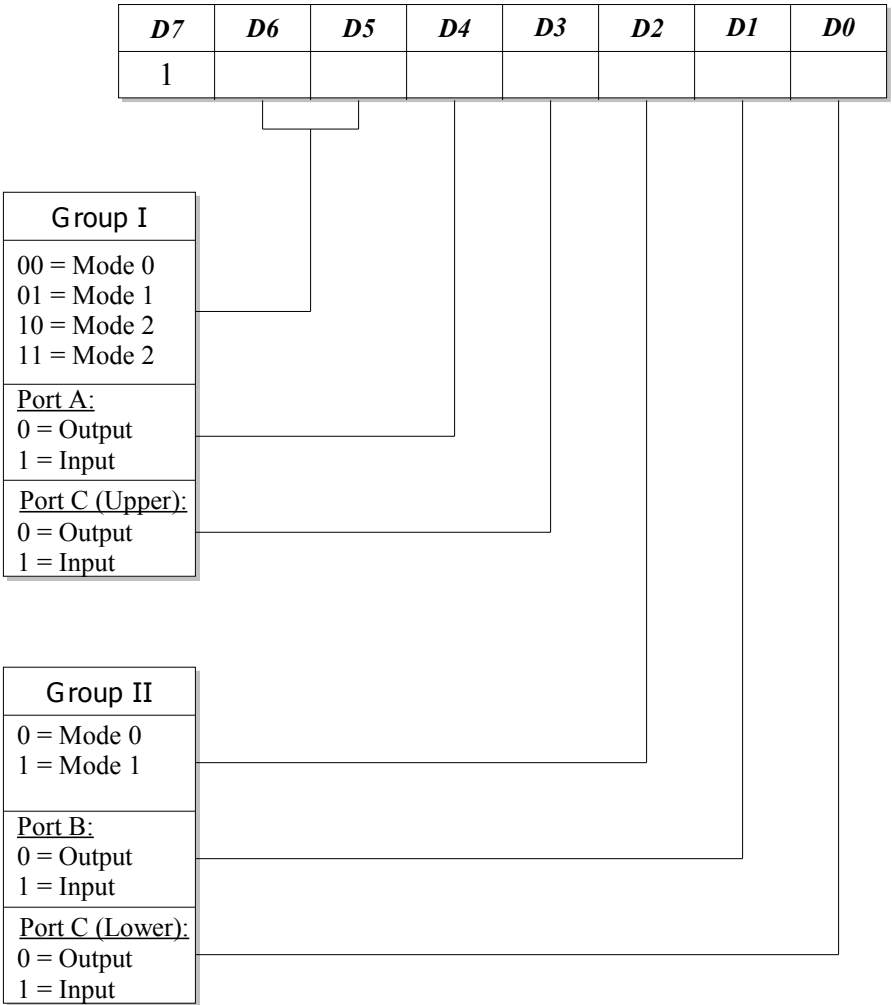 D7 D6 D5 D4 D3 D2 D1 D0
1
Group I
00 = Mode 0
01 = Mode 1
10 = Mode 2
11 = Mode 2
Port A:
0 = Output
1 = Input
Port C (Upper):
0 = Output
1 = Input
Group II
0 = Mode 0
1 = Mode 1
Port B:
0 = Output
1 = Input
Port C (Lower):
0 = Output
1 = Input